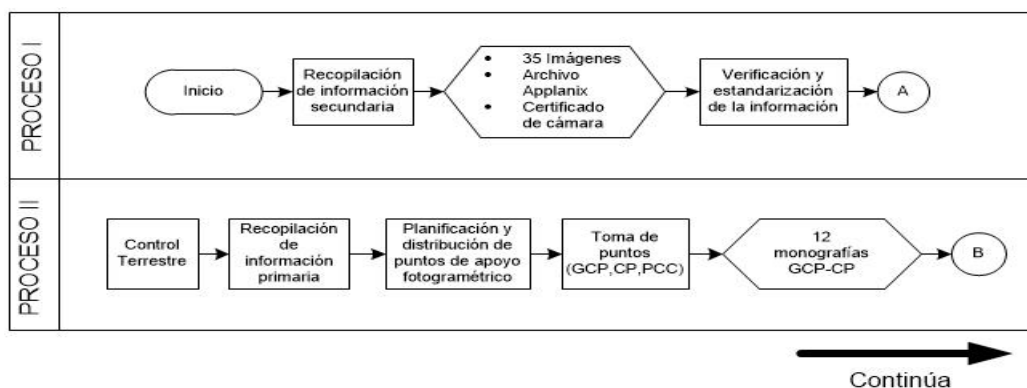 PROCESO I
Inicio
Recopilación
de información
secundaria
• 35 Imágenes
• Archivo
Applanix
• Certificado
de cámara
Verificación y
estandarización
de la información
A
PROCESO II
Control
Terrestre
Recopilación
de
información
primaria
Planificación y
distribución de
puntos de apoyo
fotogramétrico
Toma de
puntos
(GCP,CP,PCC)
12
monografías
GCP-CP
B
Continúa